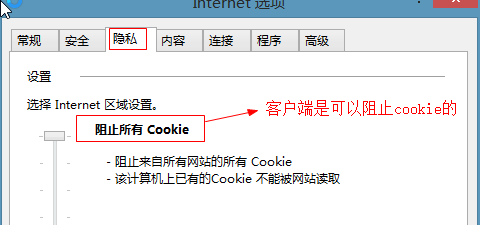 Internet 选项
常规 安全 隐私 内容 连接 程序 高级
设置
选择 Internet 区域设置。
阻止所有 Cookie
客户端是可以阻止cookie的
- 阻止来自所有网站的所有 Cookie
- 该计算机上已有的Cookie 不能被网站读取